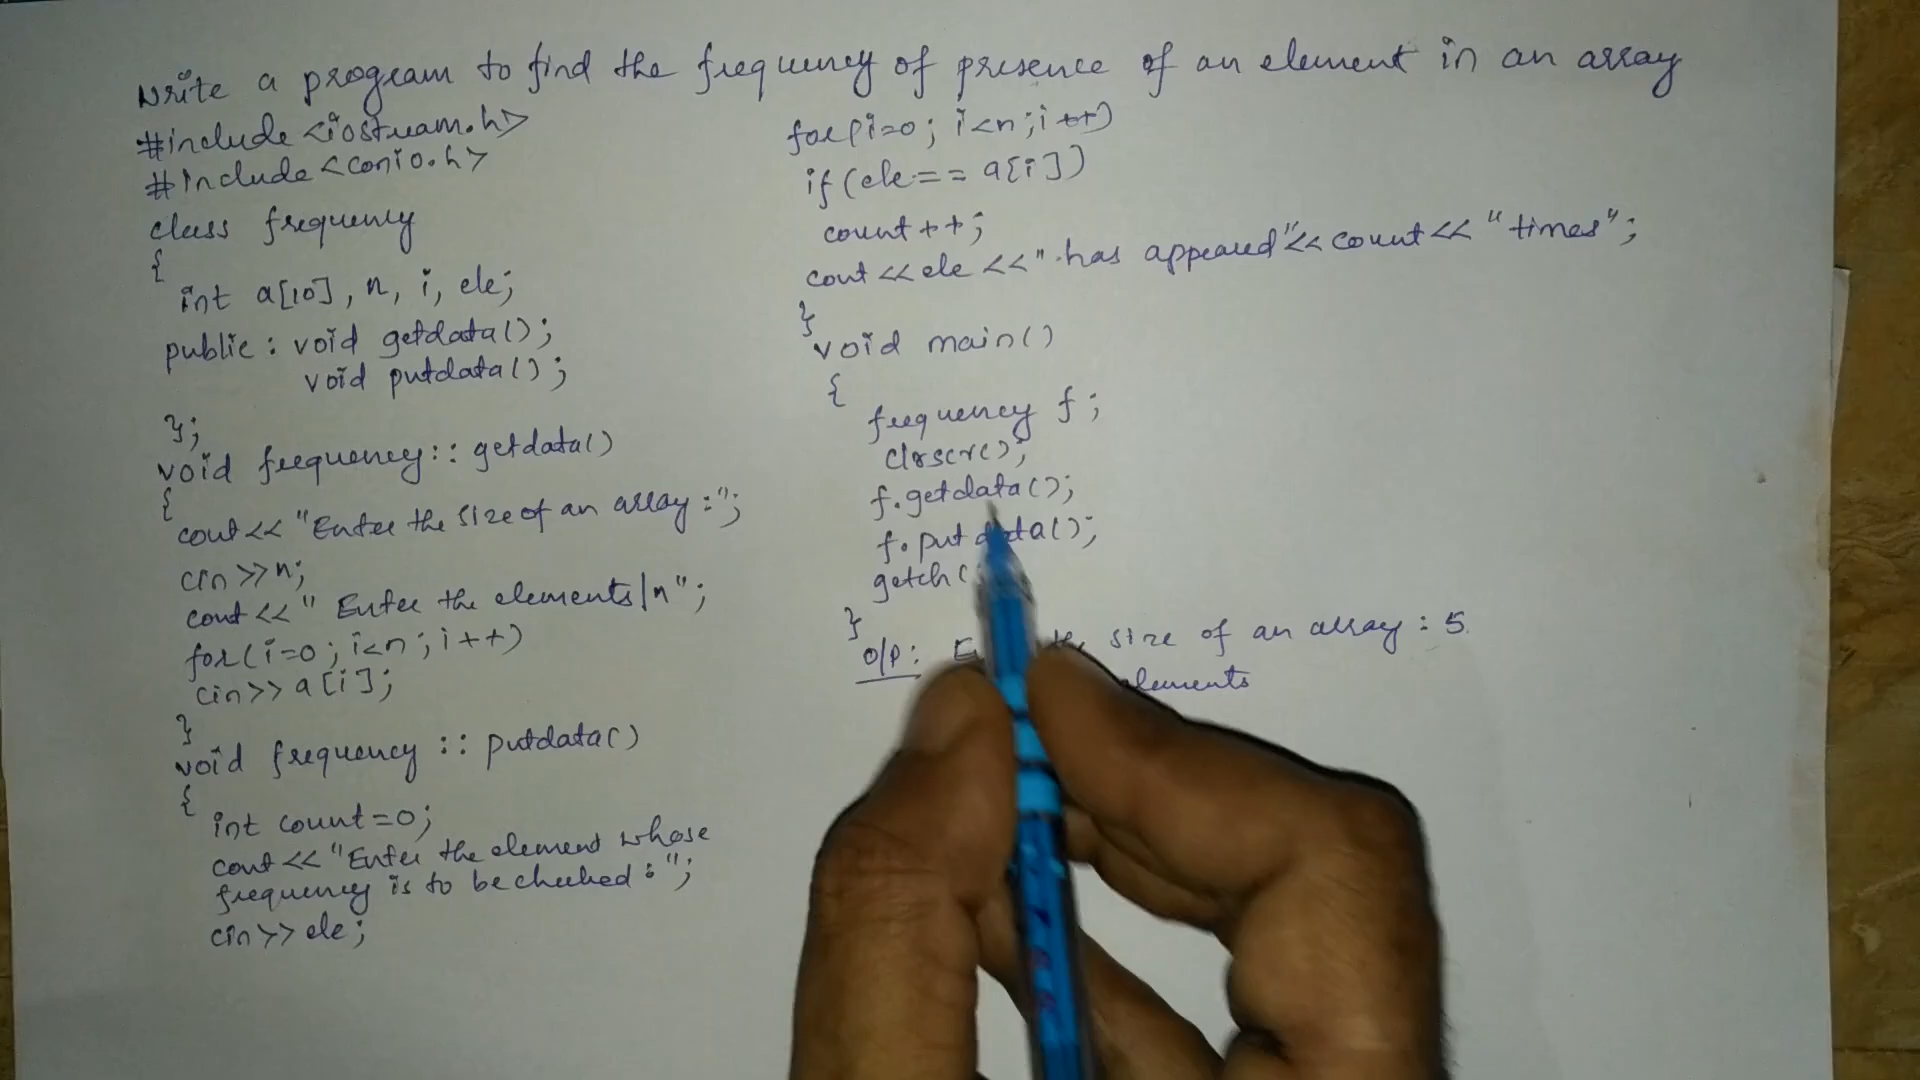 Write a program to find the frequency of presence of an element in an array
#include <iostream.h>
#include <conio.h>
class frequency
{
int a[10], n, i, ele;
public: void getdata();
void putdata();
};
void frequency:: getdata()
{
cout<< "Enter the size of an array :";
cin>>n;
cout<< " Enter the elements\n";
for(i=0; i<n; i++)
cin>> a[i];
}
void frequency :: putdata()
{
int count=0;
cout<< "Enter the element whose
frequency is to be checked :";
cin>> ele;
for(i=0; i<n;i++)
if(ele== a[i])
count++;
cout<<ele<<" has appeared"<<count<< "times";
}
void main()
{
frequency f;
clrscr();
f.getdata();
f.putdata();
getch(
}
O/P: size of an array : 5
elements